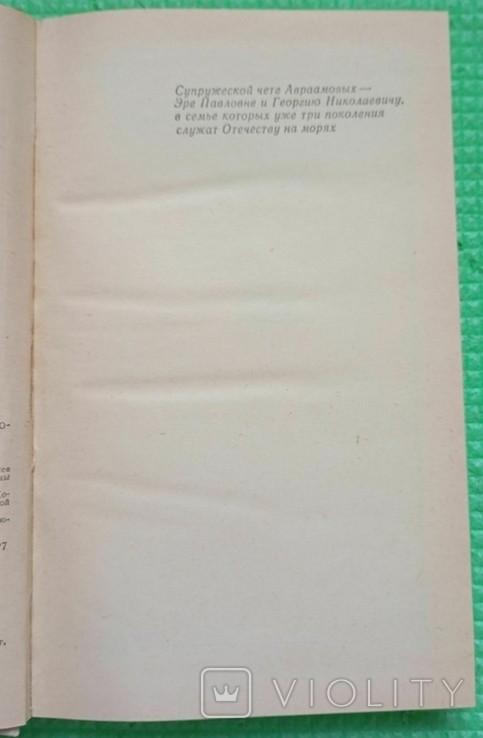 Супружеской чете Авраамовых —
Эре Павловне и Георгию Николаевичу,
в семье которых уже три поколения
служат Отечеству на морях
VIOLITY